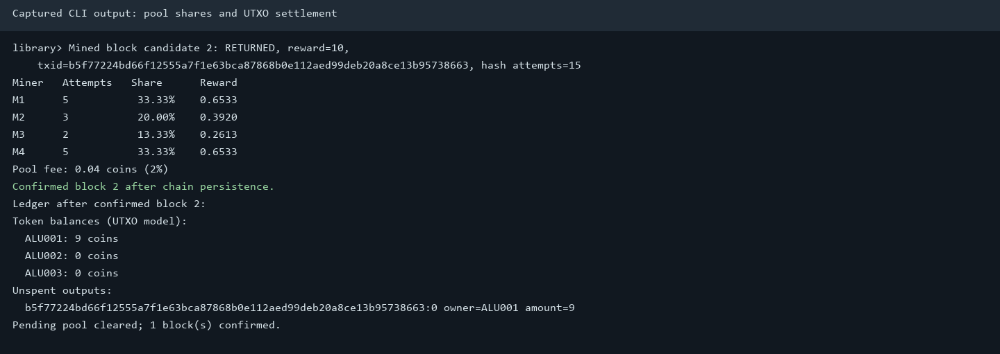 Captured CLI output: pool shares and UTXO settlement
library> Mined block candidate 2: RETURNED, reward=10,
    txid=b5f77224bd66f12555a7f1e63bca87868b0e112aed99deb20a8ce13b95738663, hash attempts=15
Miner   Attempts   Share      Reward
M1      5           33.33%    0.6533
M2      3           20.00%    0.3920
M3      2           13.33%    0.2613
M4      5           33.33%    0.6533
Pool fee: 0.04 coins (2%)
Confirmed block 2 after chain persistence.
Ledger after confirmed block 2:
Token balances (UTXO model):
  ALU001: 9 coins
  ALU002: 0 coins
  ALU003: 0 coins
Unspent outputs:
  b5f77224bd66f12555a7f1e63bca87868b0e112aed99deb20a8ce13b95738663:0 owner=ALU001 amount=9
Pending pool cleared; 1 block(s) confirmed.